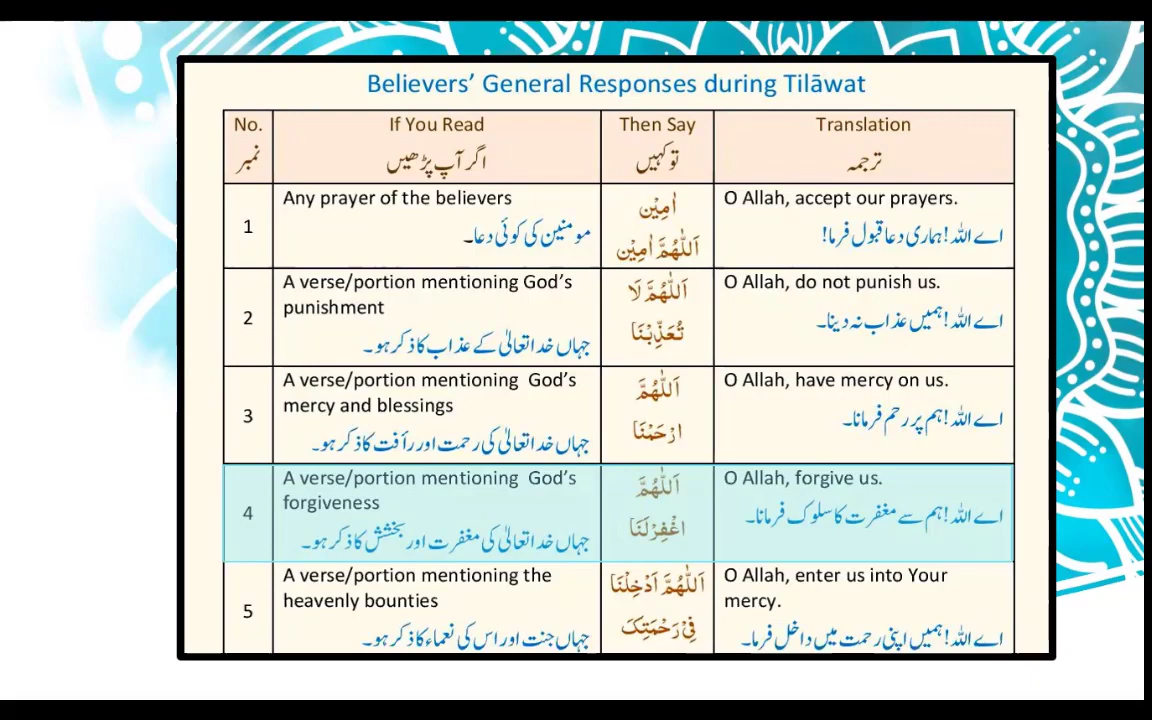 Believers’ General Responses during Tilāwat
No.
نمبر
If You Read
اگر آپ پڑھیں
Then Say
تو کہیں
Translation
ترجمہ
1
Any prayer of the believers
مومنین کی کوئی دعا۔
اٰمِیْن
اَللّٰھُمَّ اٰمِیْن
O Allah, accept our prayers.
اے اللہ! ہماری دعا قبول فرما!
2
A verse/portion mentioning God’s
punishment
جہاں خدا تعالیٰ کے عذاب کا ذکر ہو۔
اَللّٰھُمَّ لَا
تُعَذِّبْنَا
O Allah, do not punish us.
اے اللہ! ہمیں عذاب نہ دینا۔
3
A verse/portion mentioning God’s
mercy and blessings
جہاں خدا تعالیٰ کی رحمت اور رأفت کا ذکر ہو۔
اَللّٰھُمَّ
ارْحَمْنَا
O Allah, have mercy on us.
اے اللہ! ہم پر رحم فرمانا۔
4
A verse/portion mentioning God’s
forgiveness
جہاں خدا تعالیٰ کی مغفرت اور بخشش کا ذکر ہو۔
اَللّٰھُمَّ
اغْفِرْلَنَا
O Allah, forgive us.
اے اللہ! ہم سے مغفرت کا سلوک فرمانا۔
5
A verse/portion mentioning the
heavenly bounties
جہاں جنت اور اس کی نعماء کا ذکر ہو۔
اَللّٰھُمَّ اَدْخِلْنَا
فِیْ رَحْمَتِکَ
O Allah, enter us into Your
mercy.
اے اللہ! ہمیں اپنی رحمت میں داخل فرما۔